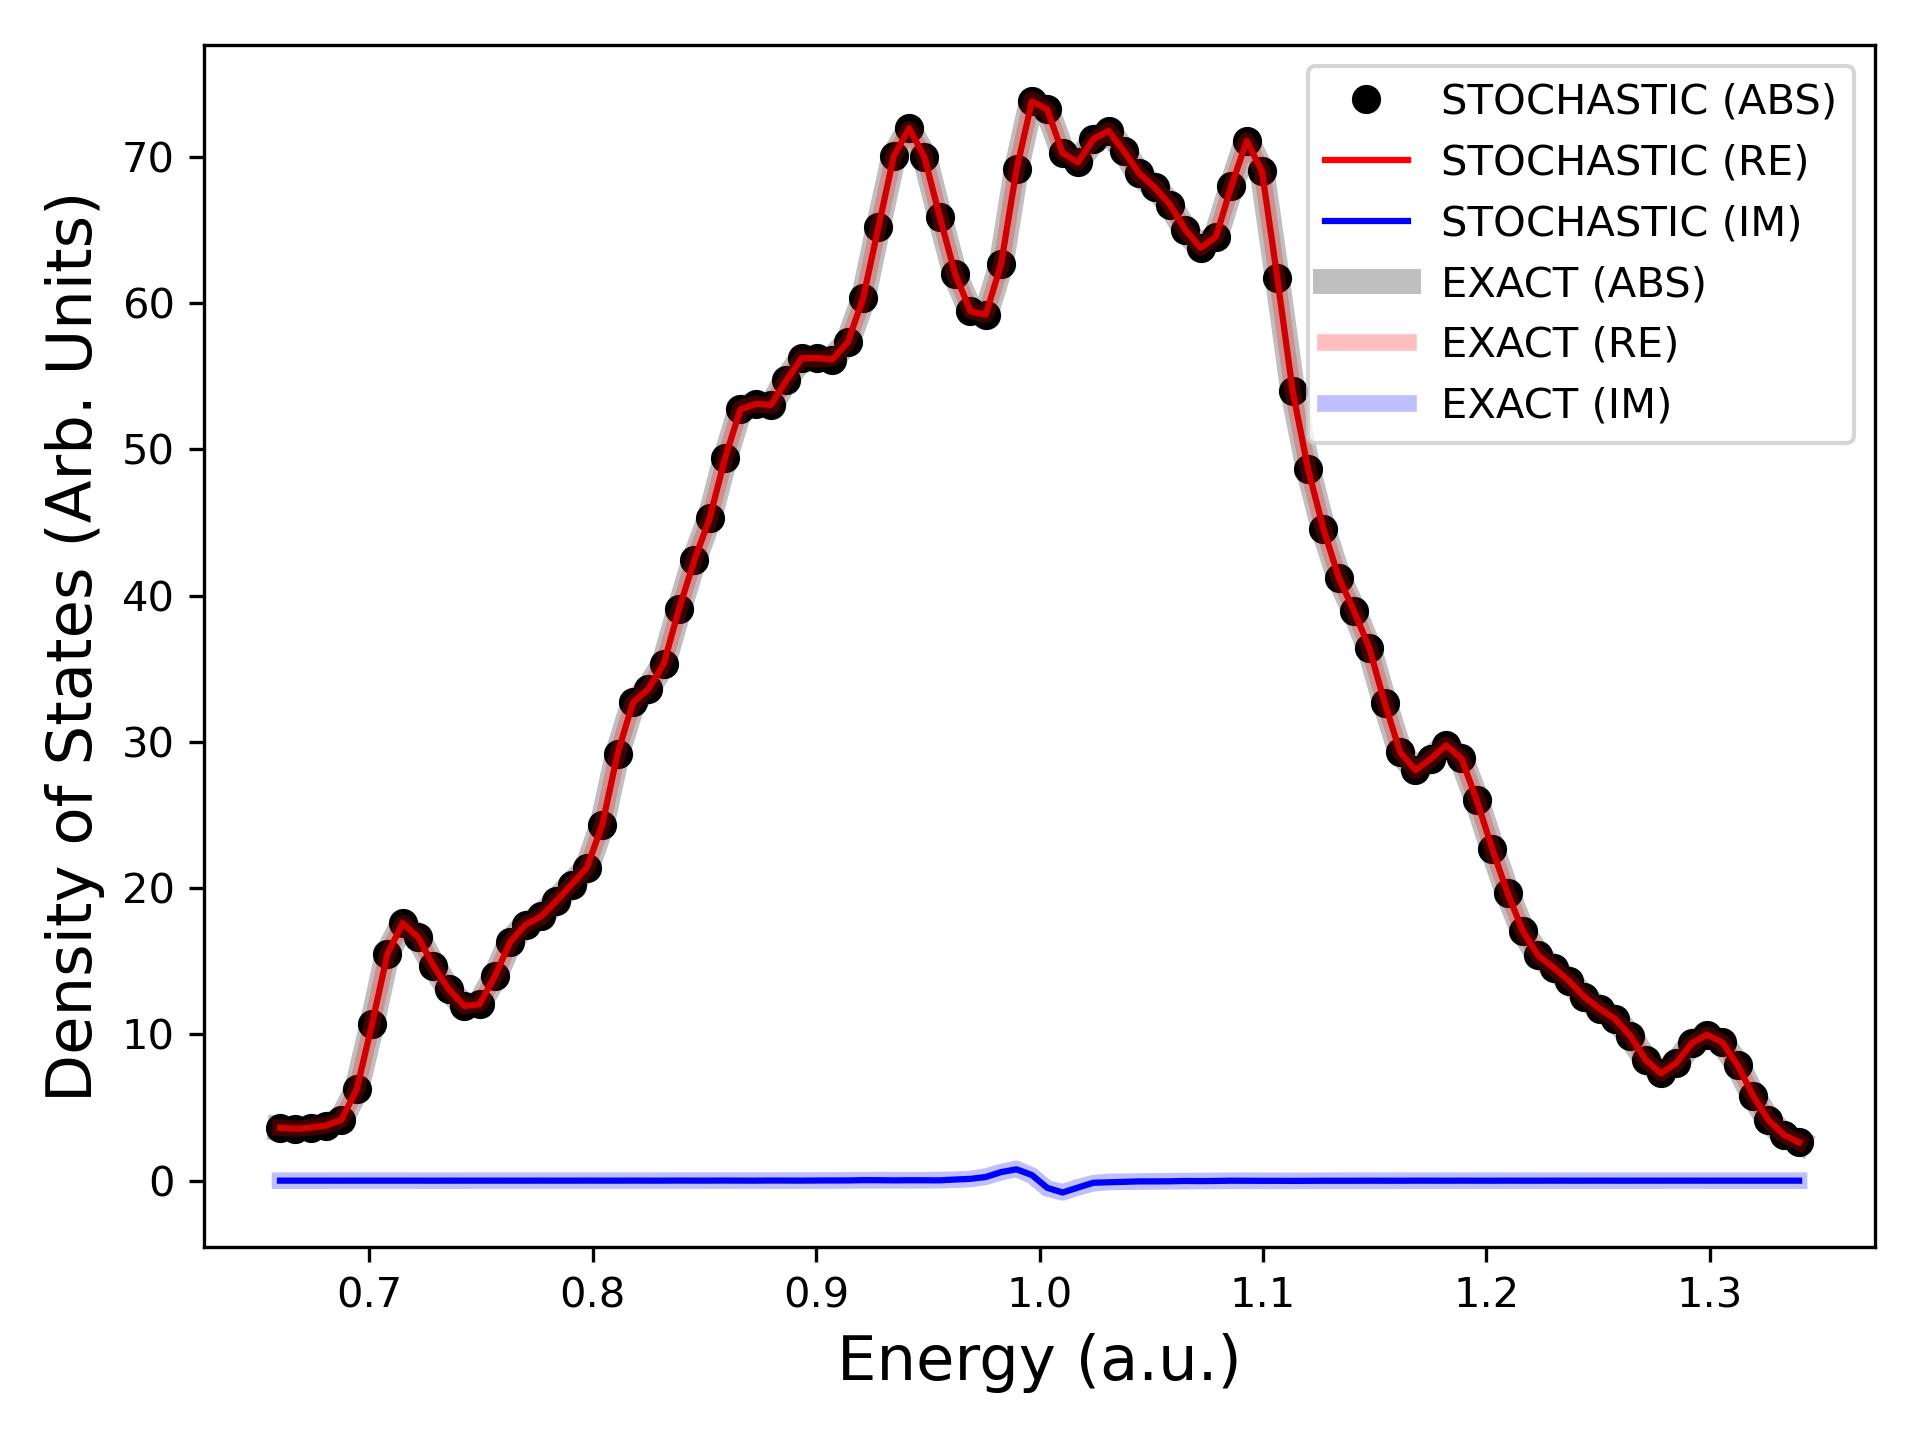 Density of States (Arb. Units)
70
60
50
40
30
20
10
0
STOCHASTIC (ABS)
STOCHASTIC (RE)
STOCHASTIC (IM)
EXACT (ABS)
EXACT (RE)
EXACT (IM)
0.7 0.8 0.9 1.0 1.1 1.2 1.3
Energy (a.u.)